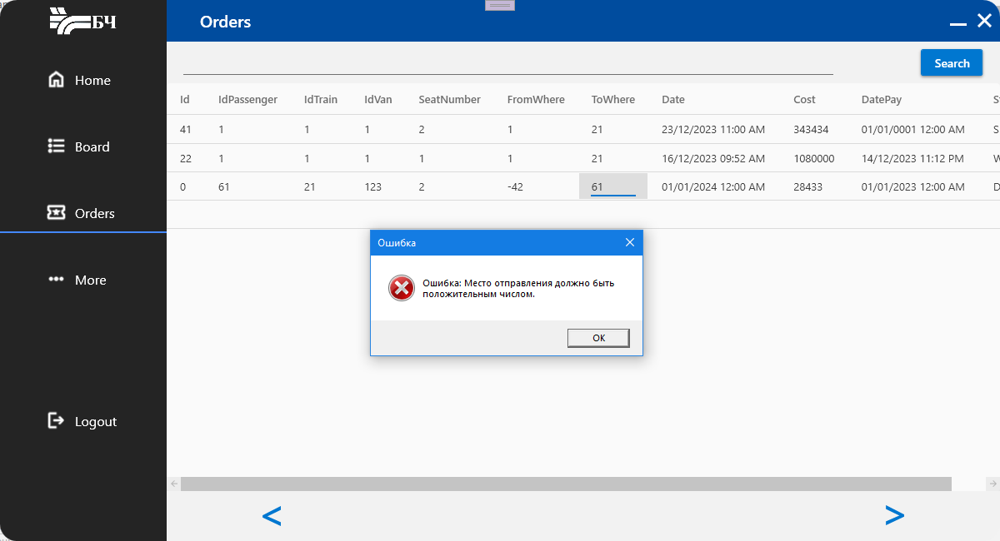 БЧ
Orders
Home
Board
Orders
More
Logout
Search
Id IdPassenger IdTrain IdVan SeatNumber FromWhere ToWhere Date Cost DatePay
41 1 1 1 2 1 21 23/12/2023 11:00 AM 343434 01/01/0001 12:00 AM
22 1 1 1 1 1 21 16/12/2023 09:52 AM 1080000 14/12/2023 11:12 PM
0 61 21 123 2 -42 61 01/01/2024 12:00 AM 28433 01/01/2023 12:00 AM
Ошибка
Ошибка: Место отправления должно быть
положительным числом.
OK
< >